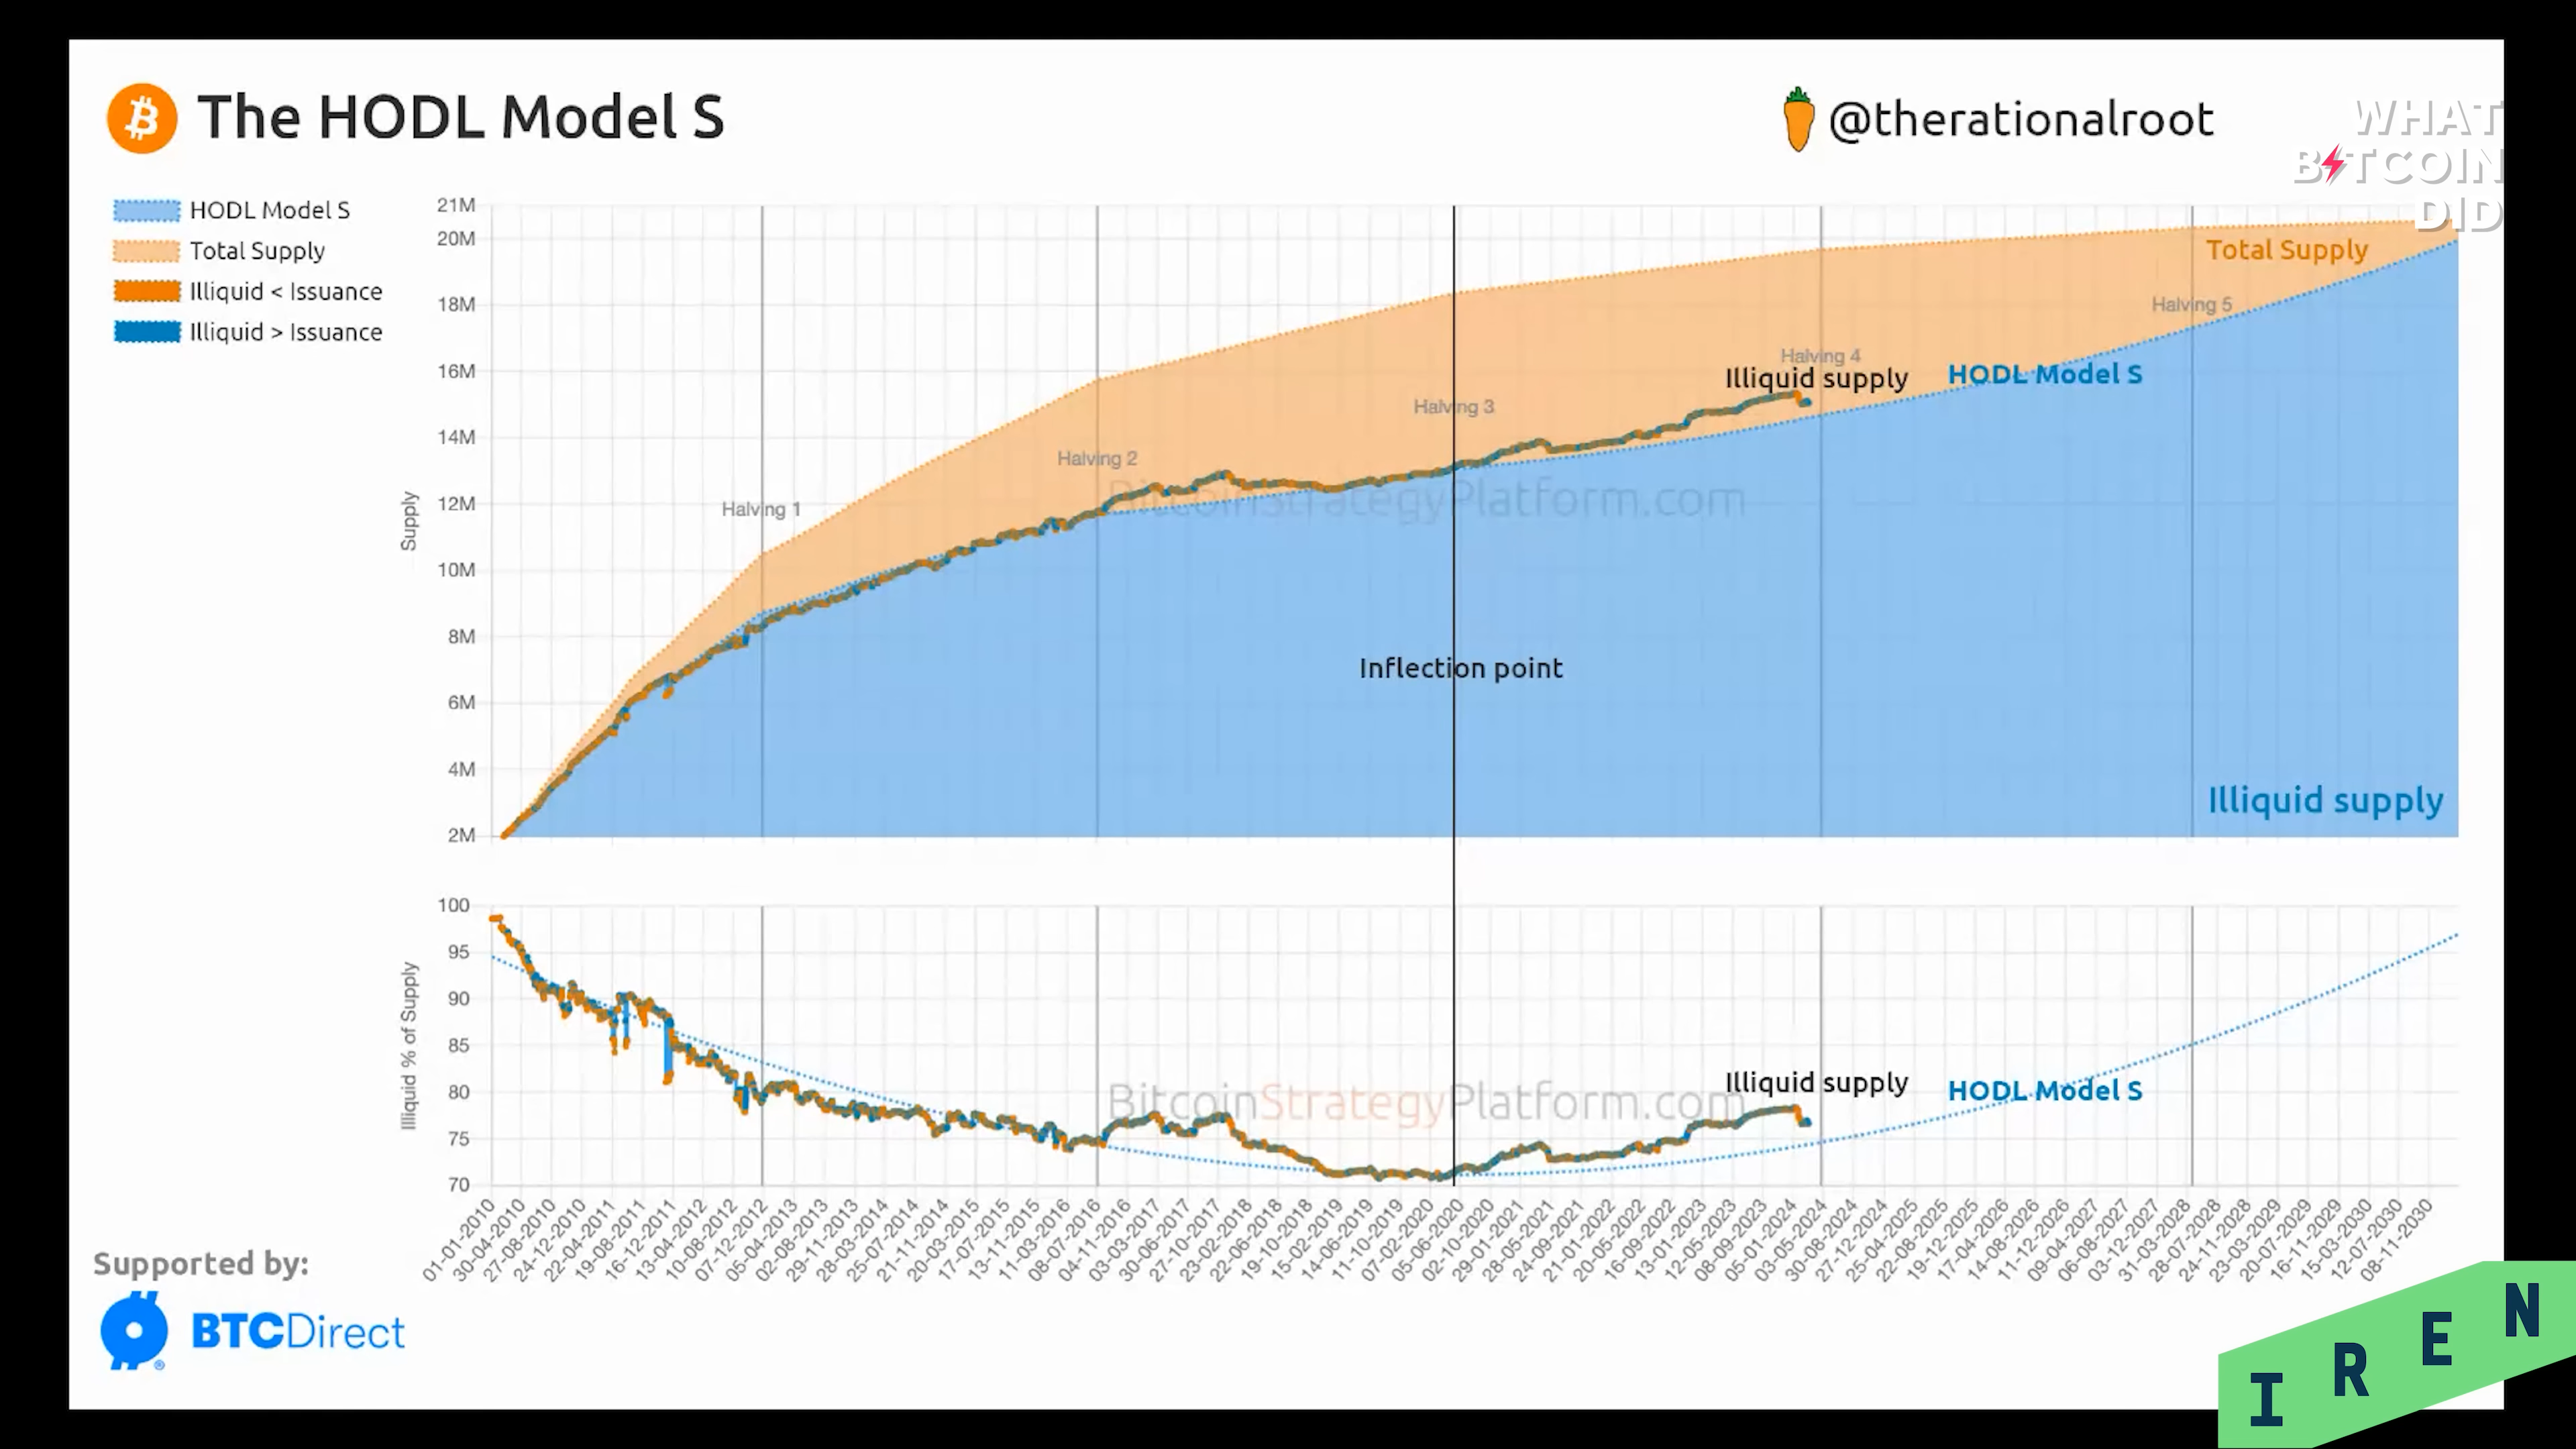 The HODL Model S
@therationalroot
WHAT
BTCOIN
DID
HODL Model S
Total Supply
Illiquid < Issuance
Illiquid > Issuance
21M
20M
18M
16M
14M
12M
10M
8M
6M
4M
2M
Supply
Halving 1
Halving 2
Halving 3
Halving 4
Halving 5
Total Supply
Illiquid supply
HODL Model S
BitcoinStrategyPlatform.com
Inflection point
Illiquid supply
100
95
90
85
80
75
70
Illiquid % of Supply
Illiquid supply
HODL Model S
BitcoinStrategyPlatform.com
01-01-2010
30-04-2010
27-08-2010
24-12-2010
22-04-2011
19-08-2011
16-12-2011
13-04-2012
10-08-2012
07-12-2012
05-04-2013
02-08-2013
29-11-2013
28-03-2014
25-07-2014
21-11-2014
20-03-2015
17-07-2015
13-11-2015
11-03-2016
08-07-2016
04-11-2016
03-03-2017
30-06-2017
27-10-2017
23-02-2018
22-06-2018
19-10-2018
15-02-2019
14-06-2019
11-10-2019
07-02-2020
05-06-2020
02-10-2020
29-01-2021
28-05-2021
24-09-2021
21-01-2022
20-05-2022
16-09-2022
13-01-2023
12-05-2023
08-09-2023
05-01-2024
03-05-2024
30-08-2024
27-12-2024
25-04-2025
22-08-2025
19-12-2025
17-04-2026
14-08-2026
11-12-2026
09-04-2027
06-08-2027
03-12-2027
31-03-2028
28-07-2028
24-11-2028
23-03-2029
20-07-2029
16-11-2029
15-03-2030
12-07-2030
08-11-2030
Supported by:
BTCDirect
IREN